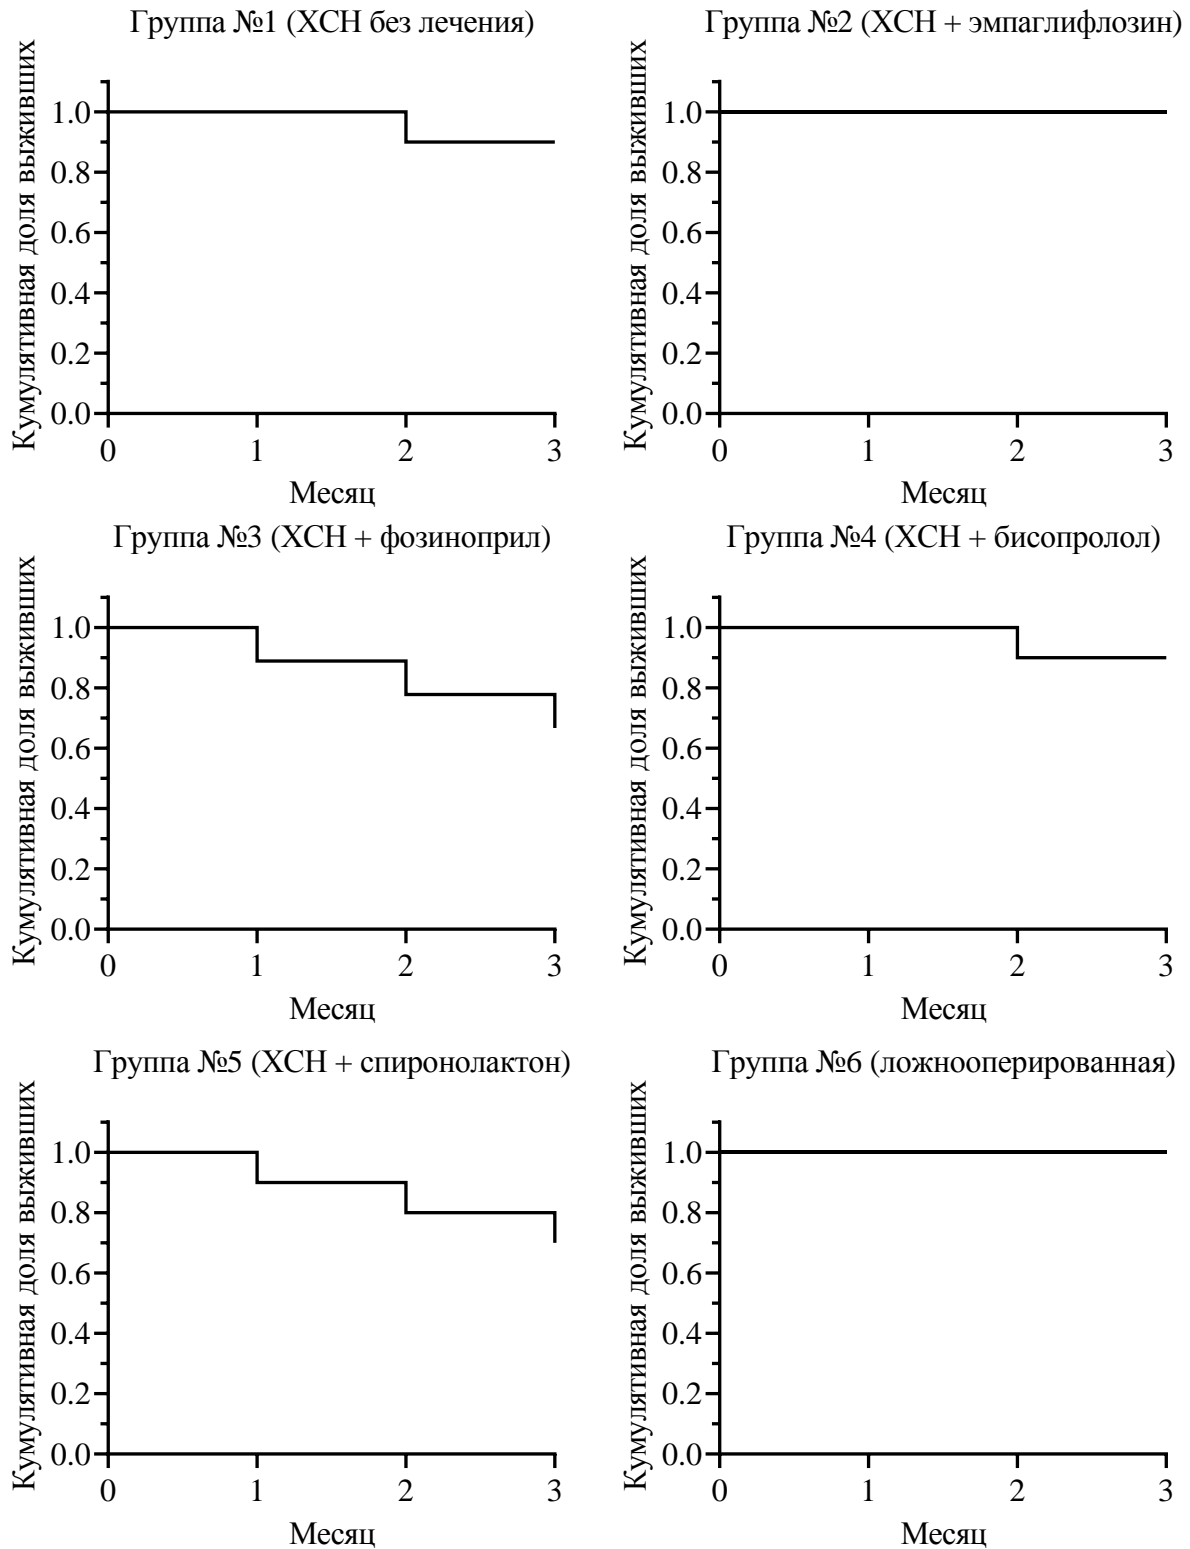 Группа №1 (ХСН без лечения)
Кумулятивная доля выживших
1.0
0.8
0.6
0.4
0.2
0.0
0 1 2 3
Месяц
Группа №2 (ХСН + эмпаглифлозин)
Кумулятивная доля выживших
1.0
0.8
0.6
0.4
0.2
0.0
0 1 2 3
Месяц
Группа №3 (ХСН + фозиноприл)
Кумулятивная доля выживших
1.0
0.8
0.6
0.4
0.2
0.0
0 1 2 3
Месяц
Группа №4 (ХСН + бисопролол)
Кумулятивная доля выживших
1.0
0.8
0.6
0.4
0.2
0.0
0 1 2 3
Месяц
Группа №5 (ХСН + спиронолактон)
Кумулятивная доля выживших
1.0
0.8
0.6
0.4
0.2
0.0
0 1 2 3
Месяц
Группа №6 (ложнооперированная)
Кумулятивная доля выживших
1.0
0.8
0.6
0.4
0.2
0.0
0 1 2 3
Месяц